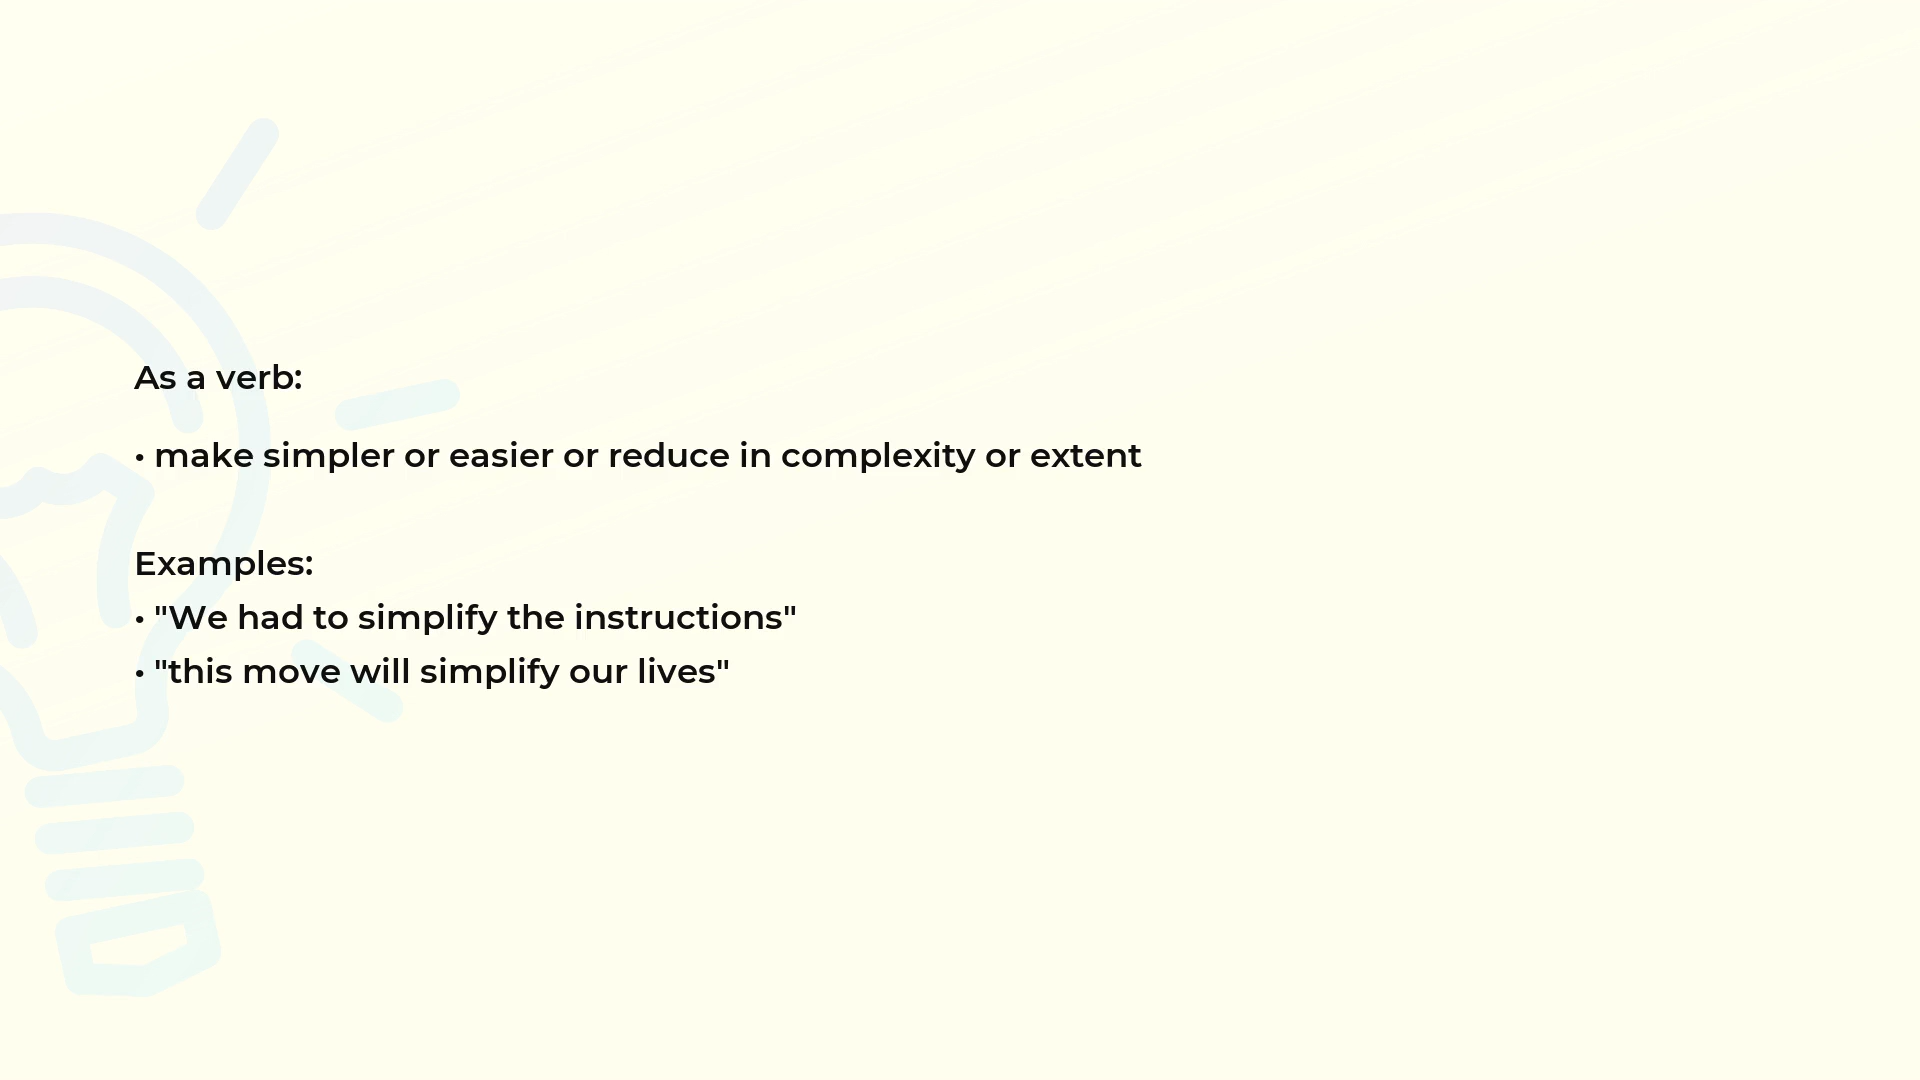 As a verb:
• make simpler or easier or reduce in complexity or extent
Examples:
• "We had to simplify the instructions"
• "this move will simplify our lives"